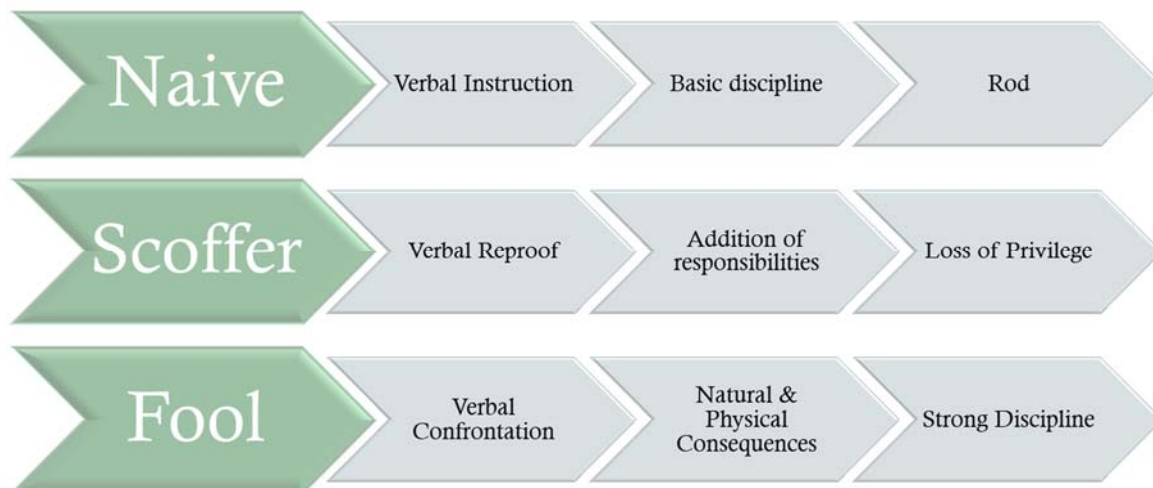 Naive
Verbal Instruction
Basic discipline
Rod
Scoffer
Verbal Reproof
Addition of
responsibilities
Loss of Privilege
Fool
Verbal
Confrontation
Natural &
Physical
Consequences
Strong Discipline